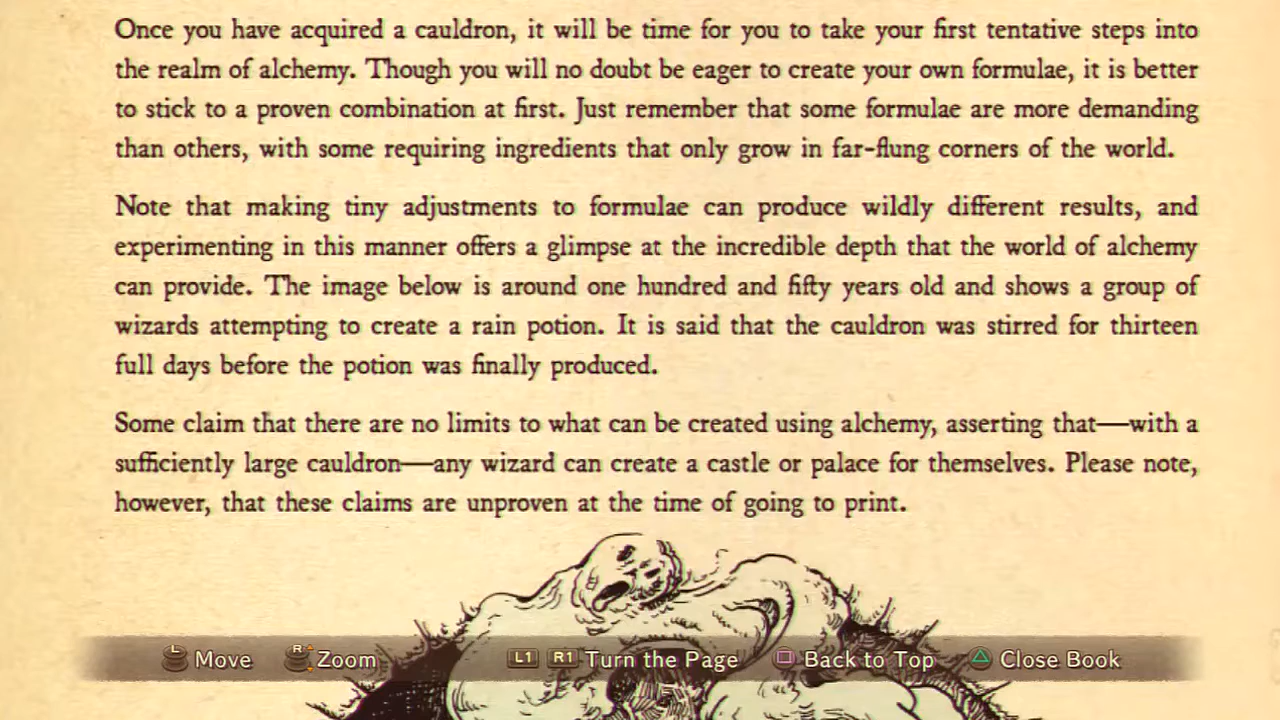 Once you have acquired a cauldron, it will be time for you to take your first tentative steps into
the realm of alchemy. Though you will no doubt be eager to create your own formulae, it is better
to stick to a proven combination at first. Just remember that some formulae are more demanding
than others, with some requiring ingredients that only grow in far-flung corners of the world.
Note that making tiny adjustments to formulae can produce wildly different results, and
experimenting in this manner offers a glimpse at the incredible depth that the world of alchemy
can provide. The image below is around one hundred and fifty years old and shows a group of
wizards attempting to create a rain potion. It is said that the cauldron was stirred for thirteen
full days before the potion was finally produced.
Some claim that there are no limits to what can be created using alchemy, asserting that—with a
sufficiently large cauldron—any wizard can create a castle or palace for themselves. Please note,
however, that these claims are unproven at the time of going to print.
L Move R Zoom L1 R1 Turn the Page Back to Top Close Book